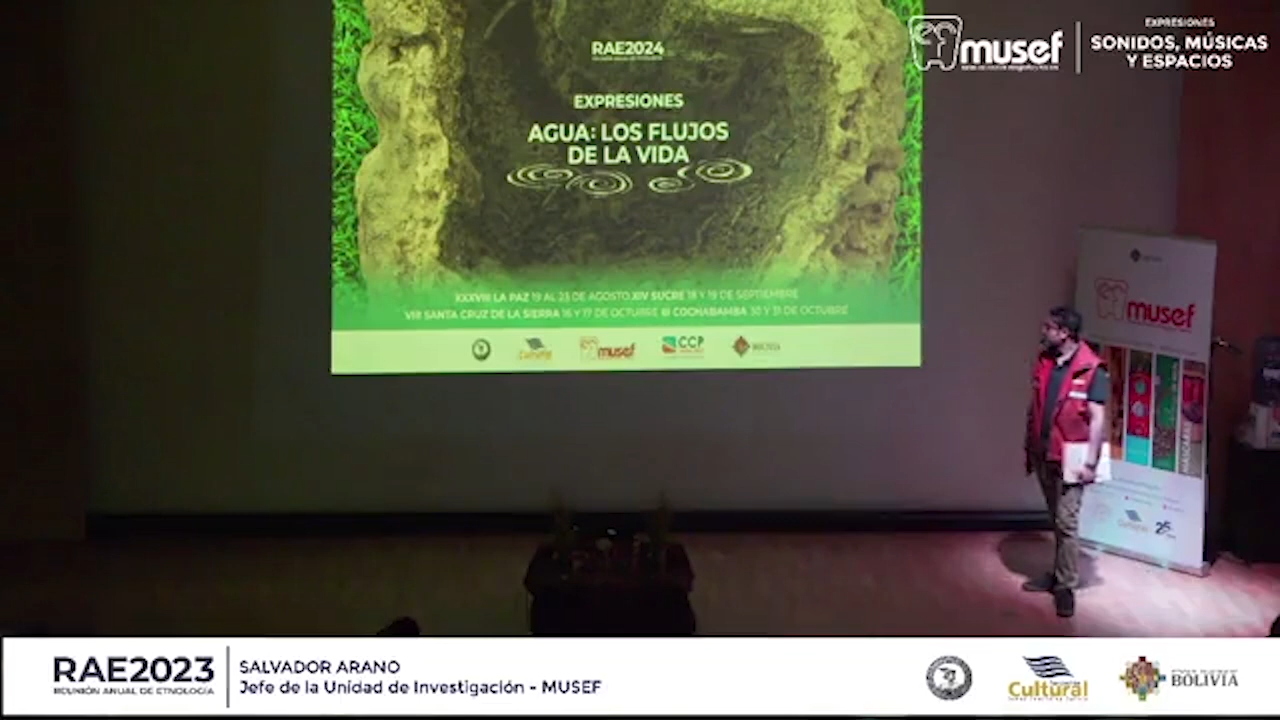 RAE2024
EXPRESIONES
AGUA: LOS FLUJOS
DE LA VIDA
XXXVIII LA PAZ 19 AL 23 DE AGOSTO XIV SUCRE 18 Y 19 DE SEPTIEMBRE
VIII SANTA CRUZ DE LA SIERRA 16 Y 17 DE OCTUBRE III COCHABAMBA 30 Y 31 DE OCTUBRE
Cultural
musef
CCP
BOLIVIA
musef
EXPRESIONES
SONIDOS, MÚSICAS
Y ESPACIOS
musef
RAE2023
REUNIÓN ANUAL DE ETNOLOGÍA
SALVADOR ARANO
Jefe de la Unidad de Investigación - MUSEF
Cultural
BOLIVIA